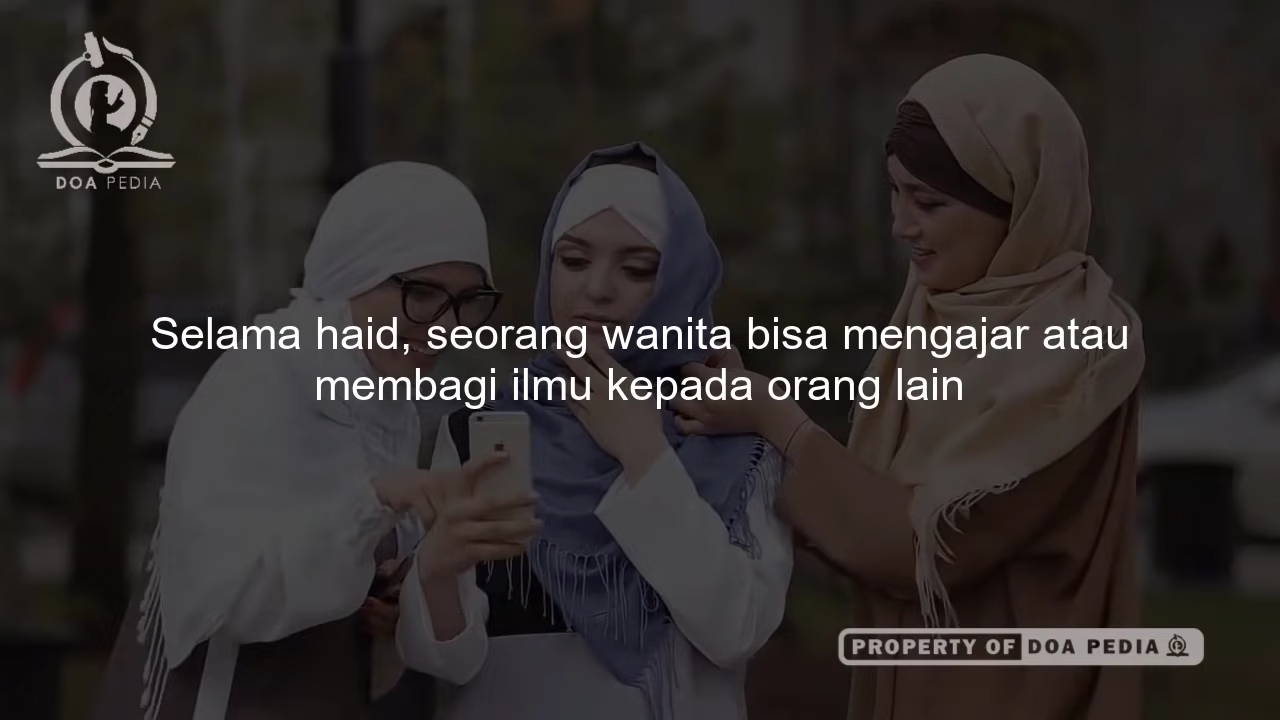 DOA PEDIA
Selama haid, seorang wanita bisa mengajar atau
membagi ilmu kepada orang lain
PROPERTY OF DOA PEDIA